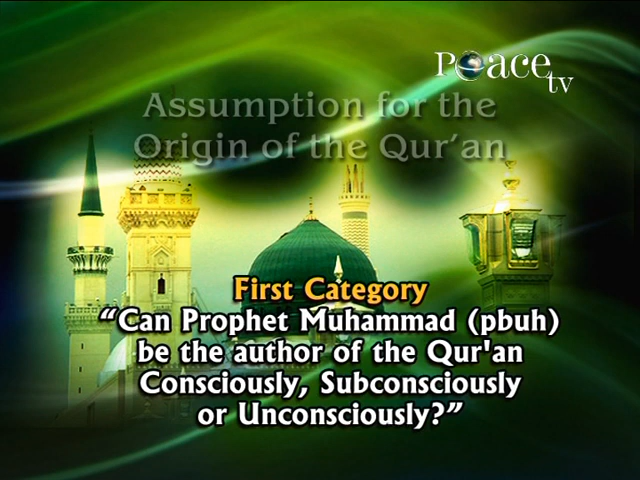 Peace
tv
Assumption for the
Origin of the Qur’an
First Category
“Can Prophet Muhammad (pbuh)
be the author of the Qur'an
Consciously, Subconsciously
or Unconsciously?”